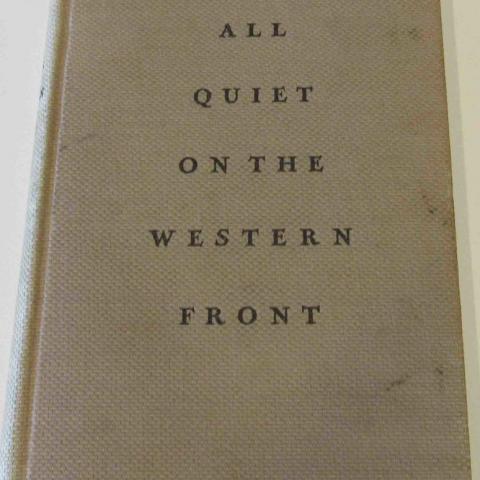 ALL
QUIET
ON THE
WESTERN
FRONT